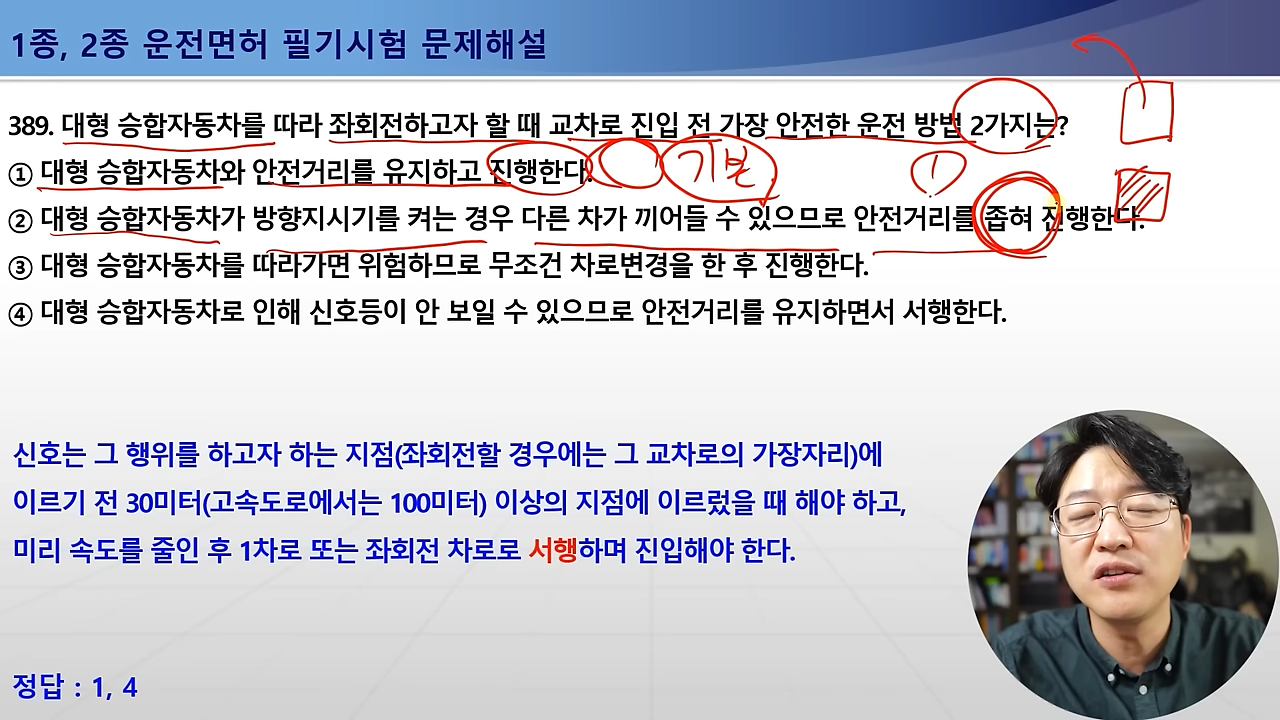 1종, 2종 운전면허 필기시험 문제해설
389. 대형 승합자동차를 따라 좌회전하고자 할 때 교차로 진입 전 가장 안전한 운전 방법 2가지는?
① 대형 승합자동차와 안전거리를 유지하고 진행한다. 기본 ①
② 대형 승합자동차가 방향지시기를 켜는 경우 다른 차가 끼어들 수 있으므로 안전거리를 좁혀 진행한다.
③ 대형 승합자동차를 따라가면 위험하므로 무조건 차로변경을 한 후 진행한다.
④ 대형 승합자동차로 인해 신호등이 안 보일 수 있으므로 안전거리를 유지하면서 서행한다.
신호는 그 행위를 하고자 하는 지점(좌회전할 경우에는 그 교차로의 가장자리)에
이르기 전 30미터(고속도로에서는 100미터) 이상의 지점에 이르렀을 때 해야 하고,
미리 속도를 줄인 후 1차로 또는 좌회전 차로로 서행하며 진입해야 한다.
정답 : 1, 4